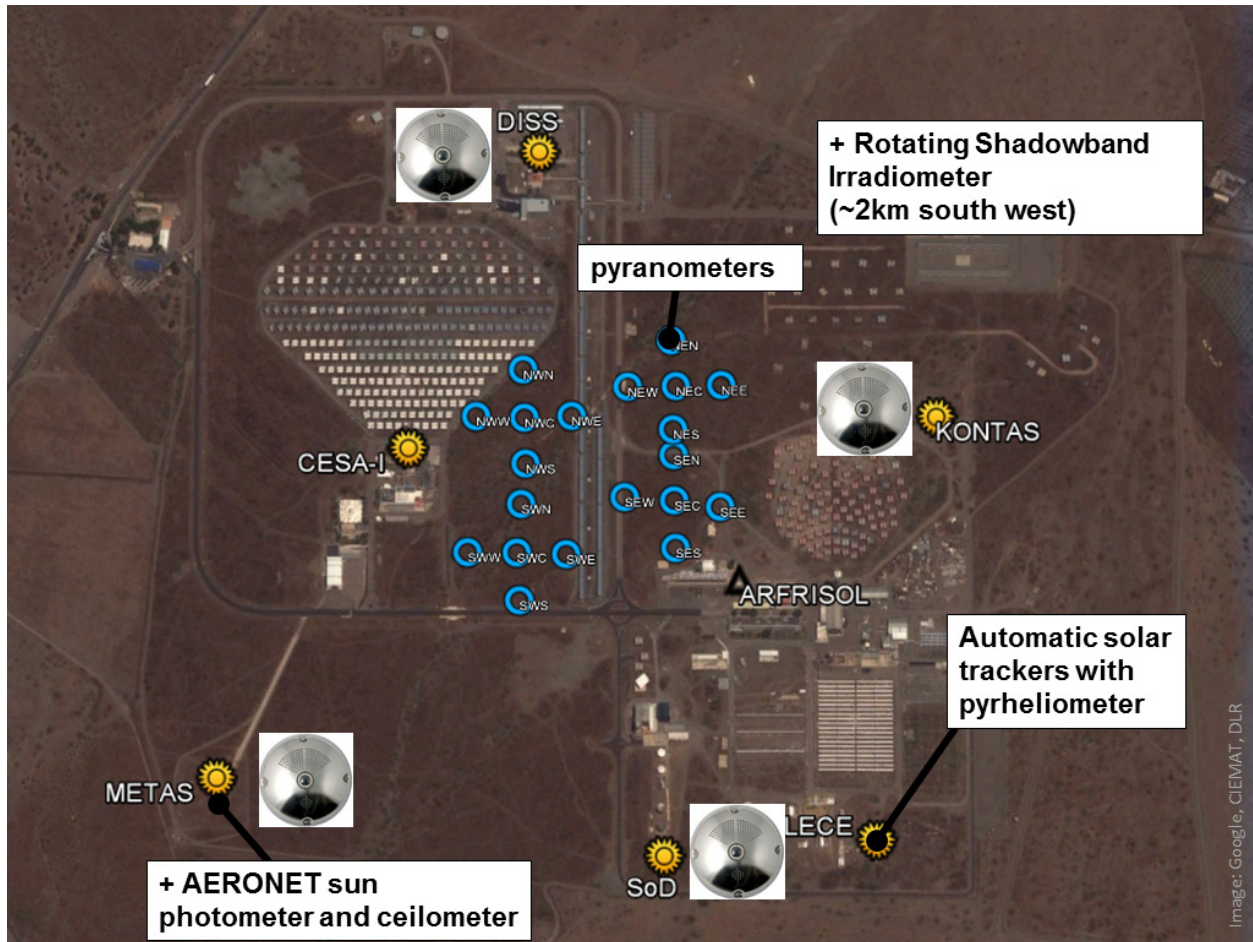 DISS
+ Rotating Shadowband
Irradiometer
(~2km south west)
pyranometers
NEN
NWN
NEW
NEC
NEE
NWW
NWC
NWE
NES
KONTAS
CESA-I
NWS
SEN
SWN
SEW
SEC
SEE
SWW
SWC
SWE
SES
ARFRISOL
SWS
Automatic solar
trackers with
pyrheliometer
METAS
LECE
SoD
+ AERONET sun
photometer and ceilometer
Image: Google, CIEMAT, DLR